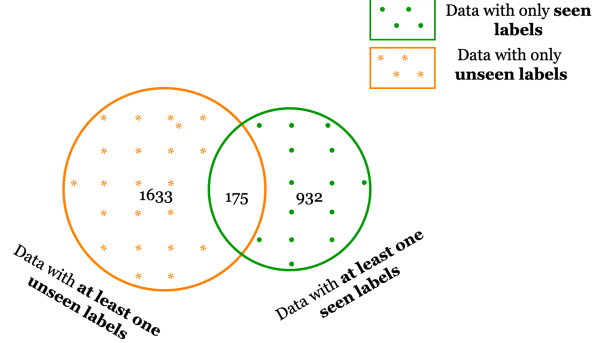 Data with only seen
labels
Data with only
unseen labels
1633
175
932
Data with at least one
unseen labels
Data with at least one
seen labels